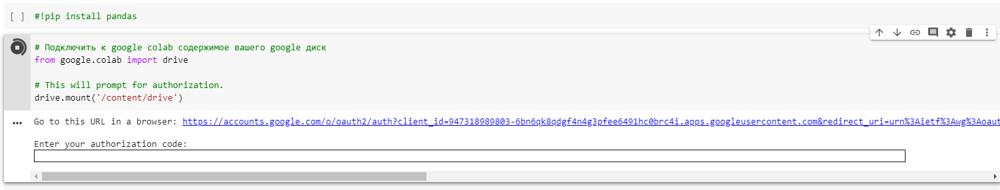 [ ] #!pip install pandas
# Подключить к google colab содержимое вашего google диск
from google.colab import drive
# This will prompt for authorization.
drive.mount('/content/drive')
Go to this URL in a browser: https://accounts.google.com/o/oauth2/auth?client_id=947318989803-6bn6qk8qdgf4n4g3pfee6491hc0brc4i.apps.googleusercontent.com&redirect_uri=urn%3Aietf%3Awg%3Aoaut
Enter your authorization code: